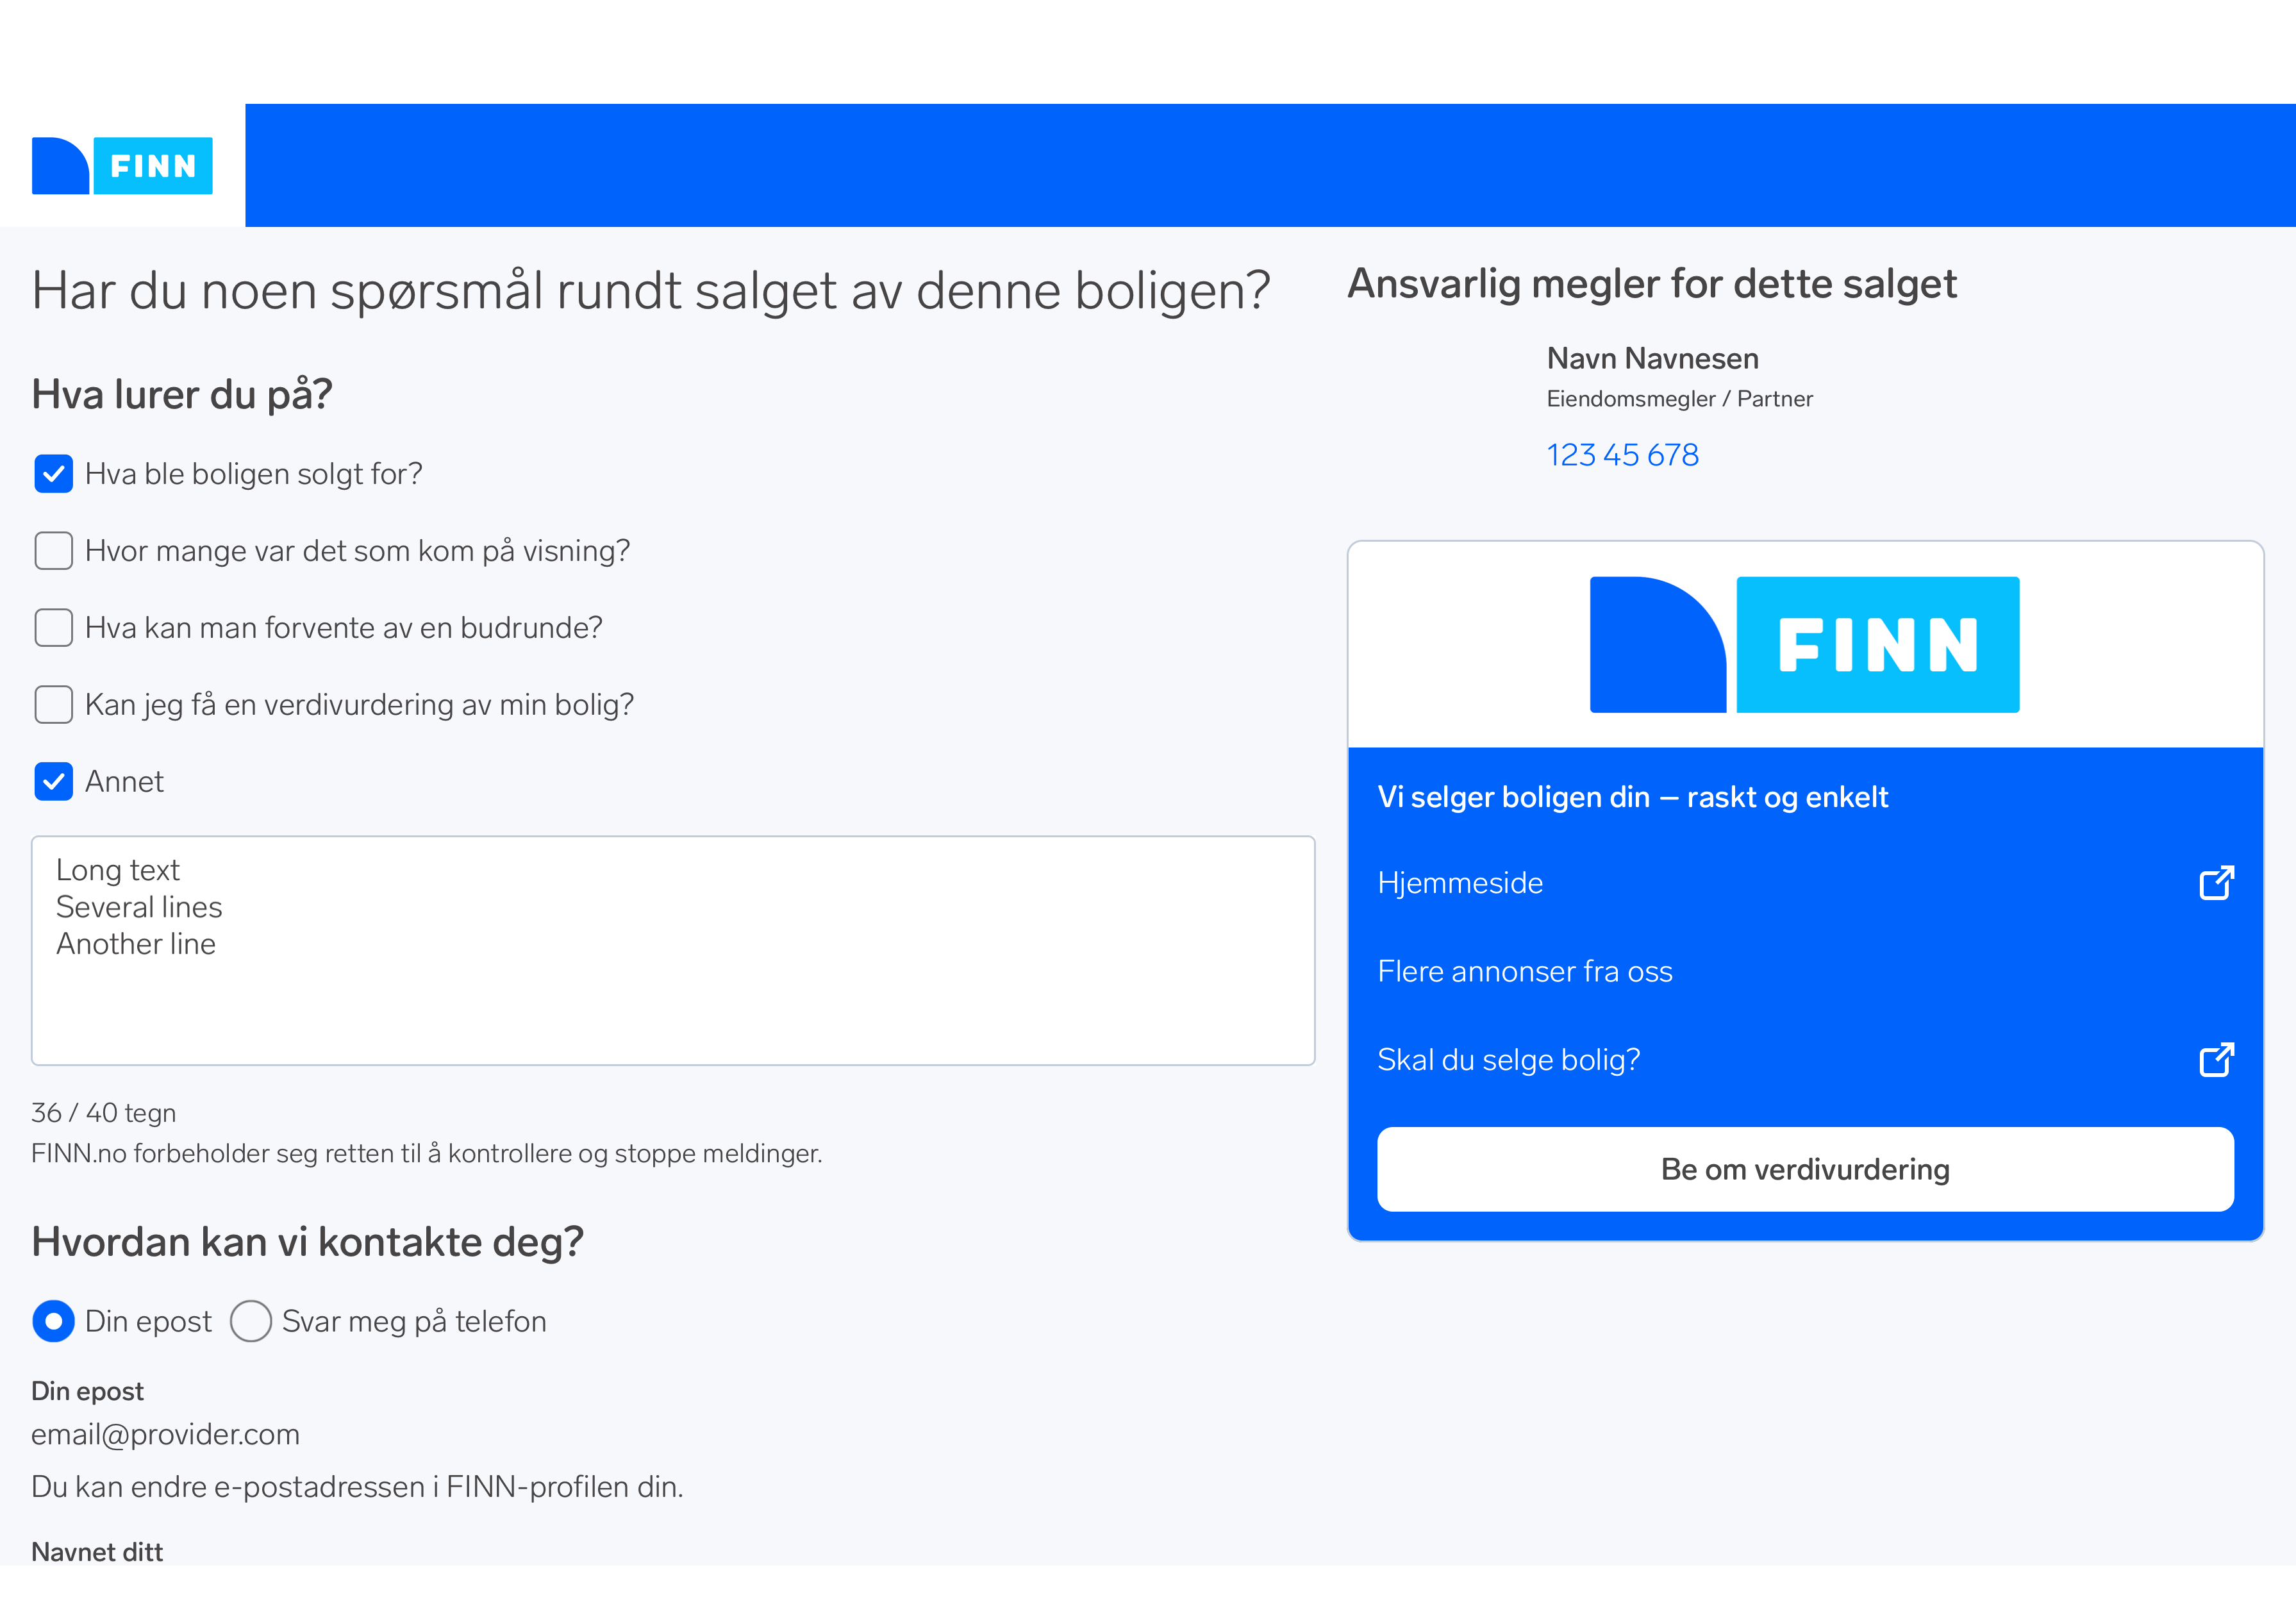 FINN
Har du noen spørsmål rundt salget av denne boligen?
Hva lurer du på?
Hva ble boligen solgt for?
Hvor mange var det som kom på visning?
Hva kan man forvente av en budrunde?
Kan jeg få en verdivurdering av min bolig?
Annet
Long text
Several lines
Another line
36 / 40 tegn
FINN.no forbeholder seg retten til å kontrollere og stoppe meldinger.
Hvordan kan vi kontakte deg?
Din epost
Svar meg på telefon
Din epost
email@provider.com
Du kan endre e-postadressen i FINN-profilen din.
Navnet ditt
Ansvarlig megler for dette salget
Navn Navnesen
Eiendomsmegler / Partner
123 45 678
FINN
Vi selger boligen din – raskt og enkelt
Hjemmeside
Flere annonser fra oss
Skal du selge bolig?
Be om verdivurdering